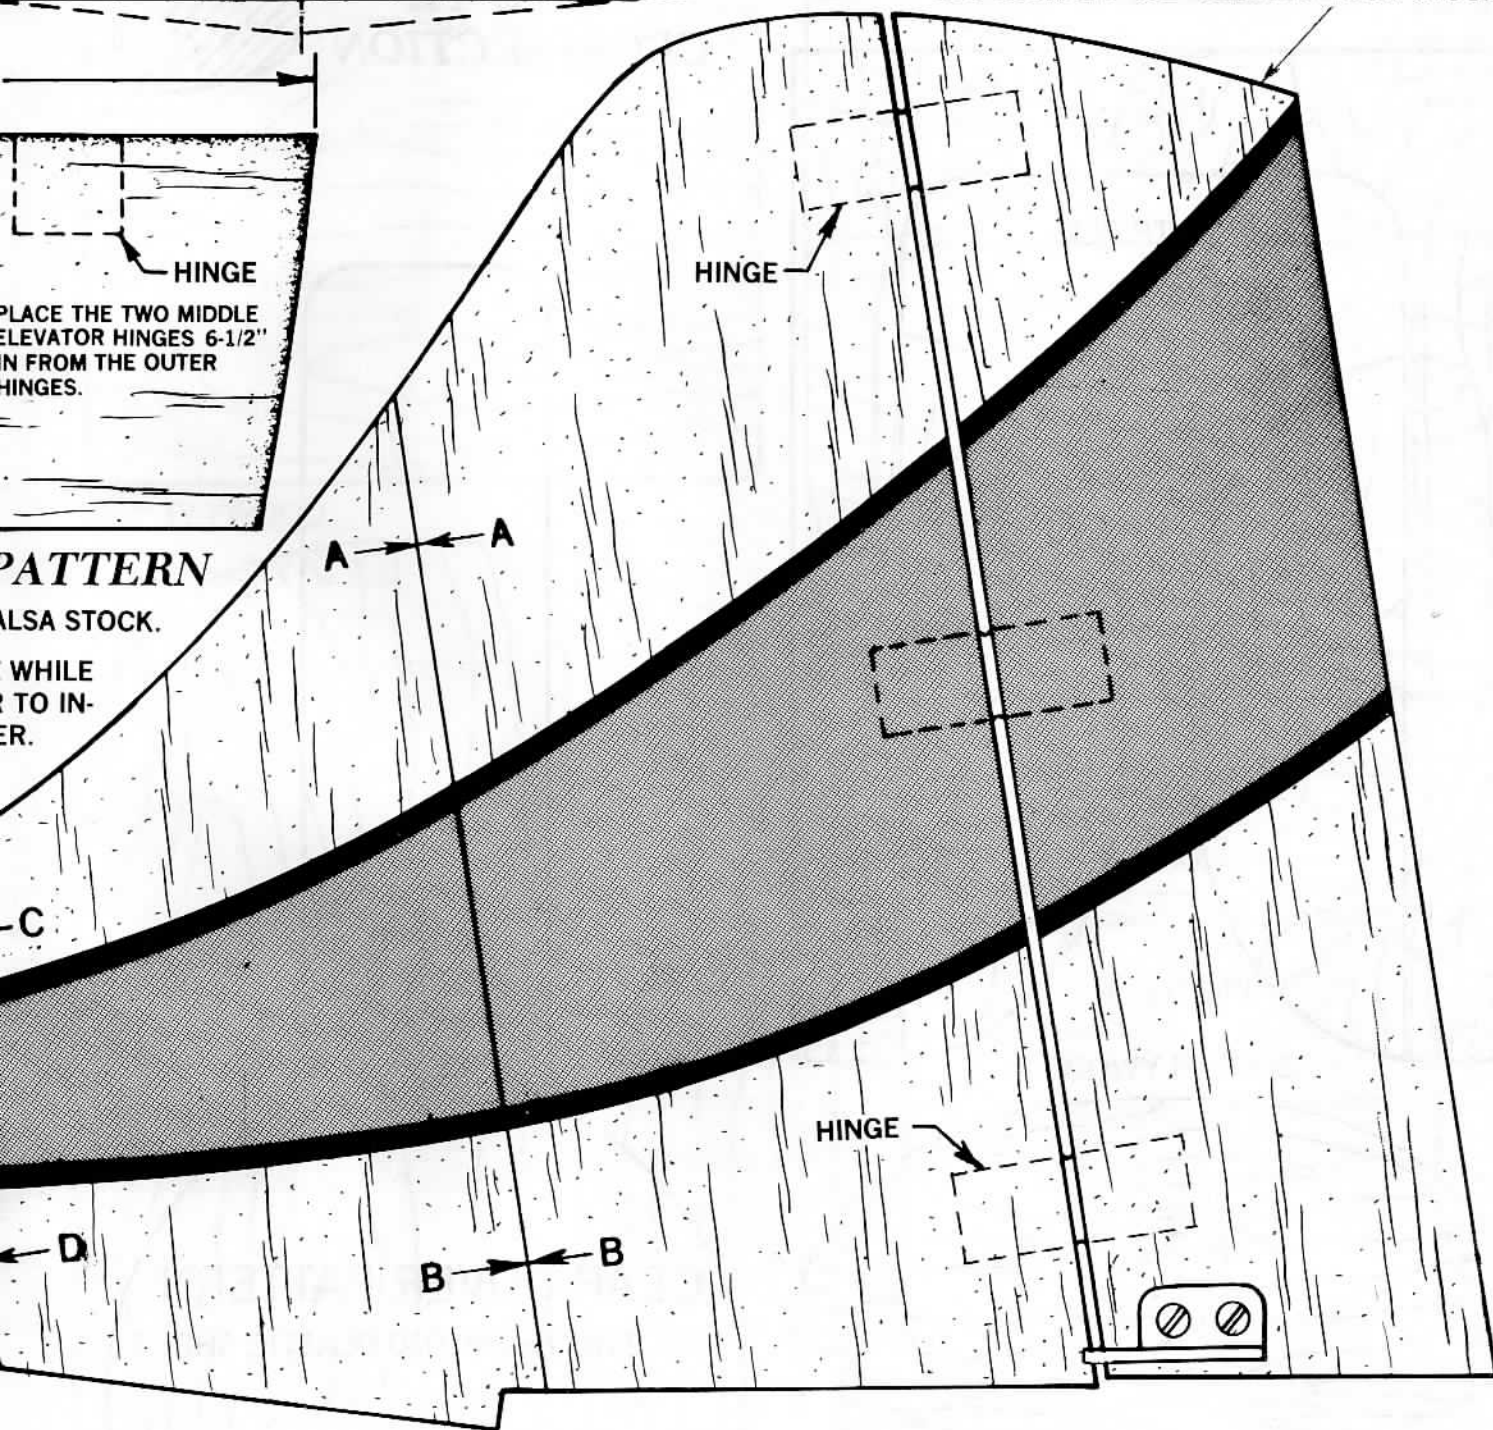 HINGE
PLACE THE TWO MIDDLE
ELEVATOR HINGES 6-1/2"
IN FROM THE OUTER
HINGES.
PATTERN
ALSA STOCK.
WHILE
R TO IN-
ER.
HINGE
A
A
-C
D
HINGE
B
B